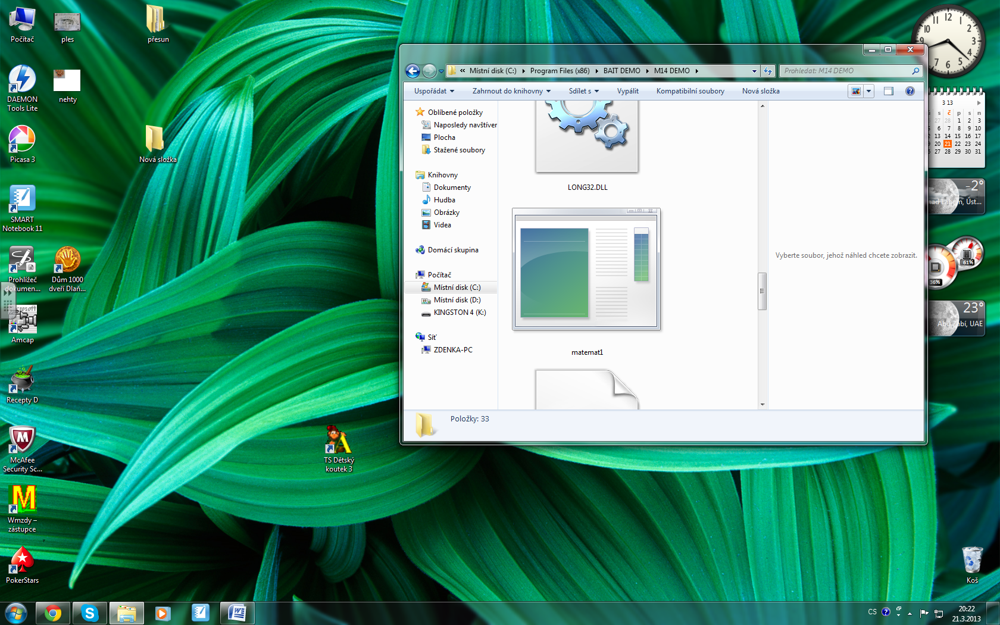 Počítač
ples
přesun
DAEMON
Tools Lite
nehty
Picasa 3
Nová složka
SMART
Notebook 11
Prohlížeč
dokumen...
Dům 1000
dveří Dlaň...
Amcap
Recepty D
McAfee
Security Sc...
TS Dětský
koutek 3
Wmzdy –
zástupce
PokerStars
Koš
« Místní disk (C:) Program Files (x86) BAIT DEMO M14 DEMO
Prohledat: M14 DEMO
Uspořádat Zahrnout do knihovny Sdílet s Vypálit Kompatibilní soubory Nová složka
Oblíbené položky
Naposledy navštíver
Plocha
Stažené soubory
Knihovny
Dokumenty
Hudba
Obrázky
Videa
Domácí skupina
Počítač
Místní disk (C:)
Místní disk (D:)
KINGSTON 4 (K:)
Síť
ZDENKA-PC
LONG32.DLL
matemat1
Vyberte soubor, jehož náhled chcete zobrazit.
Položky: 33
12 1 2 3 4 5 6 7 9 10 11
3 13
s č p s n
27 28 1 2 3
6 7 8 9 10
13 14 15 16 17
20 21 22 23 24
27 28 29 30 31
-2°
nad Labem, Úst...
61%
36%
23°
Abú Zabí, UAE
CS
20:22
21.3.2013